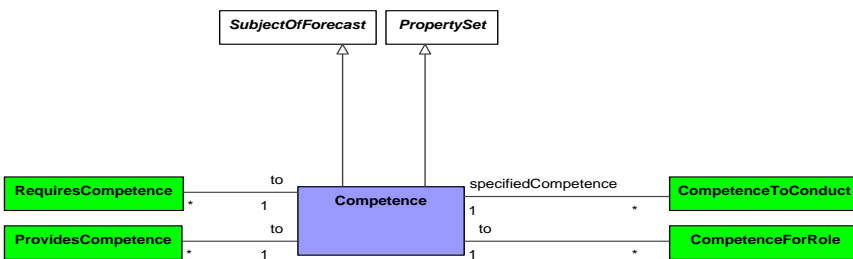 SubjectOfForecast PropertySet
RequiresCompetence to specifiedCompetence CompetenceToConduct
* 1 Competence 1 *
ProvidesCompetence to to CompetenceForRole
* 1 1 *